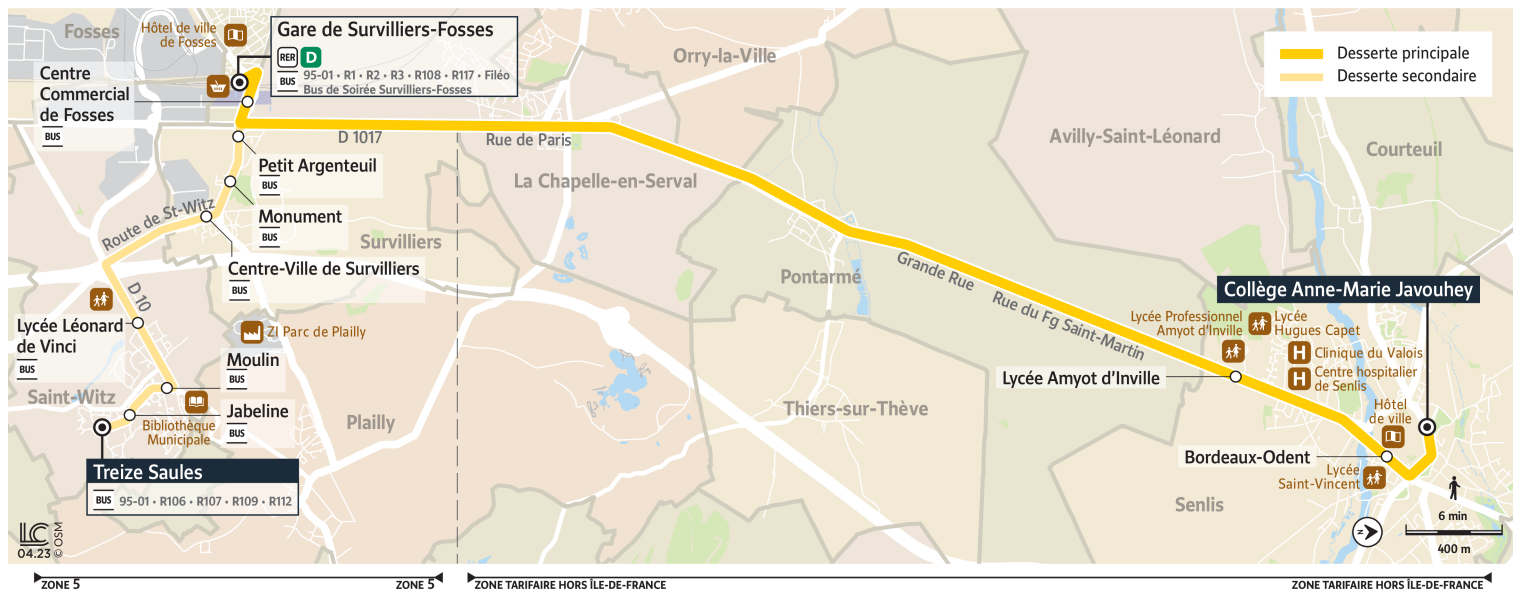 Fosses
Hôtel de ville
de Fosses
Gare de Survilliers-Fosses
RER D
BUS
95-01 • R1 • R2 • R3 • R108 • R117 • Filéo
Bus de Soirée Survilliers-Fosses
Orry-la-Ville
Desserte principale
Desserte secondaire
Centre
Commercial
de Fosses
BUS
D 1017
Rue de Paris
Avilly-Saint-Léonard
Courteuil
Petit Argenteuil
BUS
La Chapelle-en-Serval
Monument
BUS
Route de St-Witz
Survilliers
Centre-Ville de Survilliers
BUS
Pontarmé
Grande Rue
Rue du Fg Saint-Martin
Collège Anne-Marie Javouhey
D 10
Lycée Léonard
de Vinci
BUS
ZI Parc de Plailly
Lycée Professionnel
Amyot d'Inville
Lycée
Hugues Capet
H Clinique du Valois
H Centre hospitalier
de Senlis
Moulin
BUS
Lycée Amyot d'Inville
Saint-Witz
Jabeline
BUS
Bibliothèque
Municipale
Plailly
Thiers-sur-Thève
Hôtel
de ville
Bordeaux-Odent
Lycée
Saint-Vincent
Treize Saules
BUS
95-01 • R106 • R107 • R109 • R112
Senlis
6 min
400 m
N
LC
04.23 © OSM
ZONE 5
ZONE 5
ZONE TARIFAIRE HORS ÎLE-DE-FRANCE
ZONE TARIFAIRE HORS ÎLE-DE-FRANCE